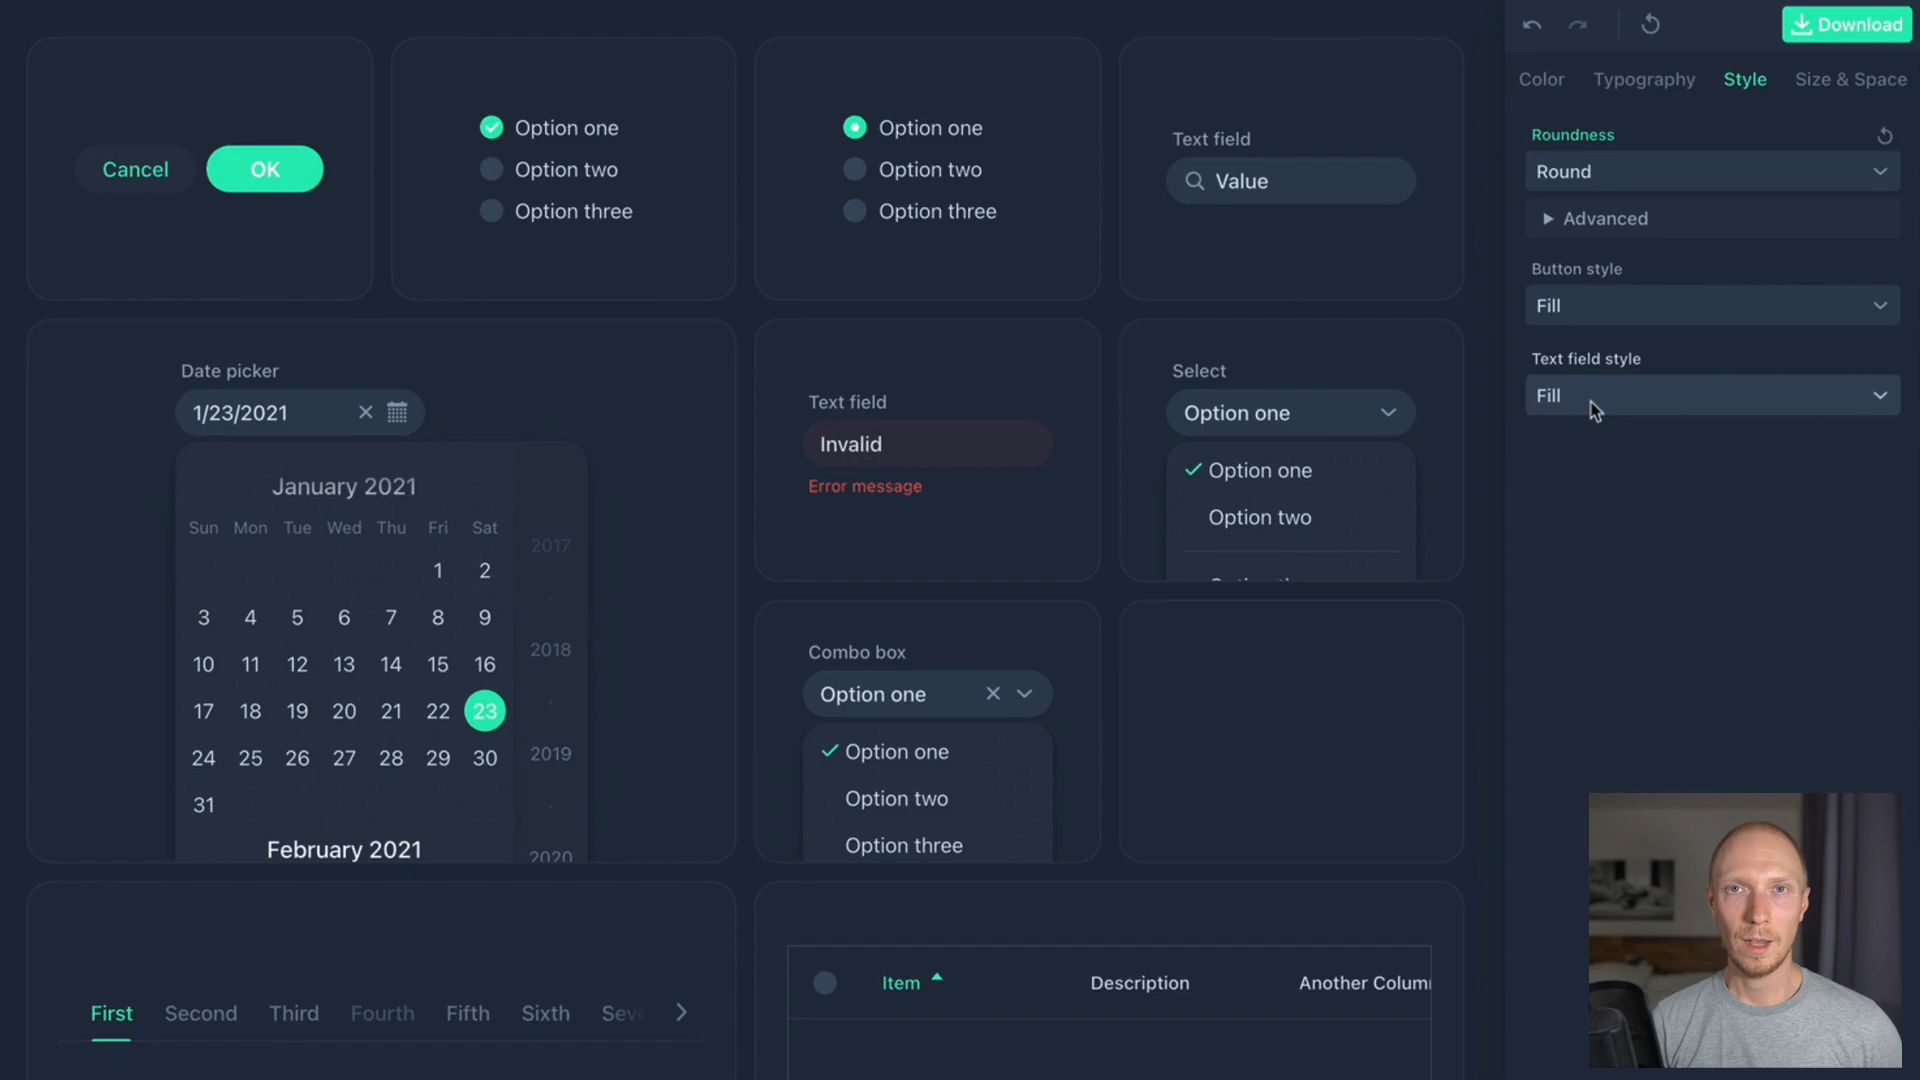 Download
Color Typography Style Size & Space
Roundness
Round
Advanced
Button style
Fill
Text field style
Fill
Cancel OK
Option one
Option two
Option three
Option one
Option two
Option three
Text field
Value
Date picker
1/23/2021
January 2021
Sun Mon Tue Wed Thu Fri Sat
1 2
3 4 5 6 7 8 9
10 11 12 13 14 15 16
17 18 19 20 21 22 23
24 25 26 27 28 29 30
31
February 2021
2017
2018
2019
2020
Text field
Invalid
Error message
Select
Option one
Option one
Option two
Combo box
Option one
Option one
Option two
Option three
First Second Third Fourth Fifth Sixth Seve
Item Description Another Colum